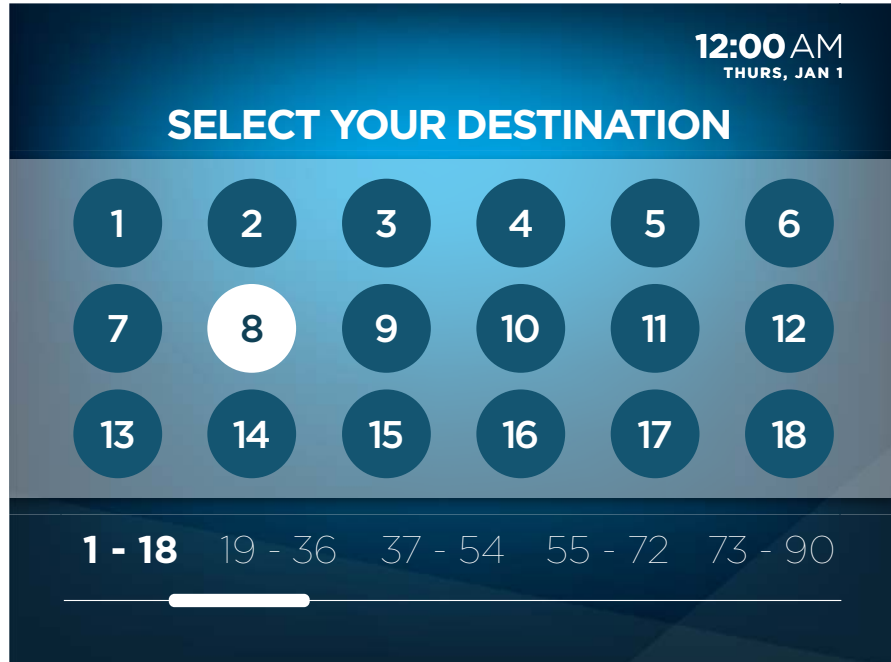 12:00 AM
THURS, JAN 1
SELECT YOUR DESTINATION
1 2 3 4 5 6
7 8 9 10 11 12
13 14 15 16 17 18
1 - 18 19 - 36 37 - 54 55 - 72 73 - 90